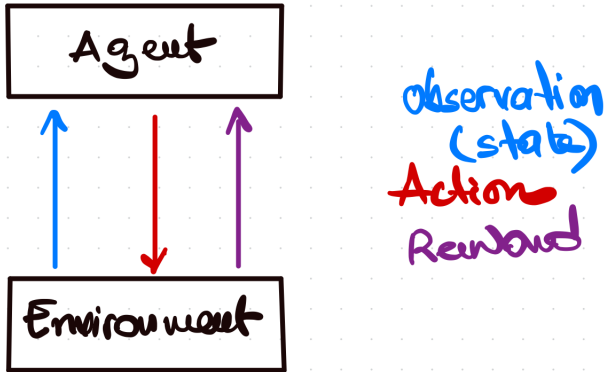 Agent
observation
(state)
Action
Reward
Environment